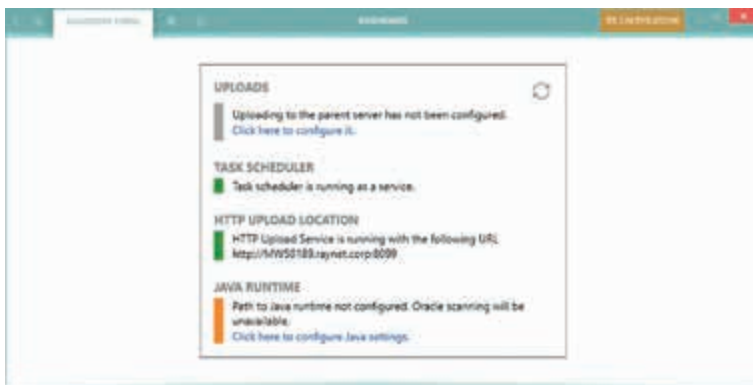 UPLOADS
Uploading to the parent server has not been configured.
Click here to configure it.
TASK SCHEDULER
Task scheduler is running as a service.
HTTP UPLOAD LOCATION
HTTP Upload Service is running with the following URL
http://MWS0189.raynet.corp:8099
JAVA RUNTIME
Path to Java runtime not configured. Oracle scanning will be
unavailable.
Click here to configure Java settings.